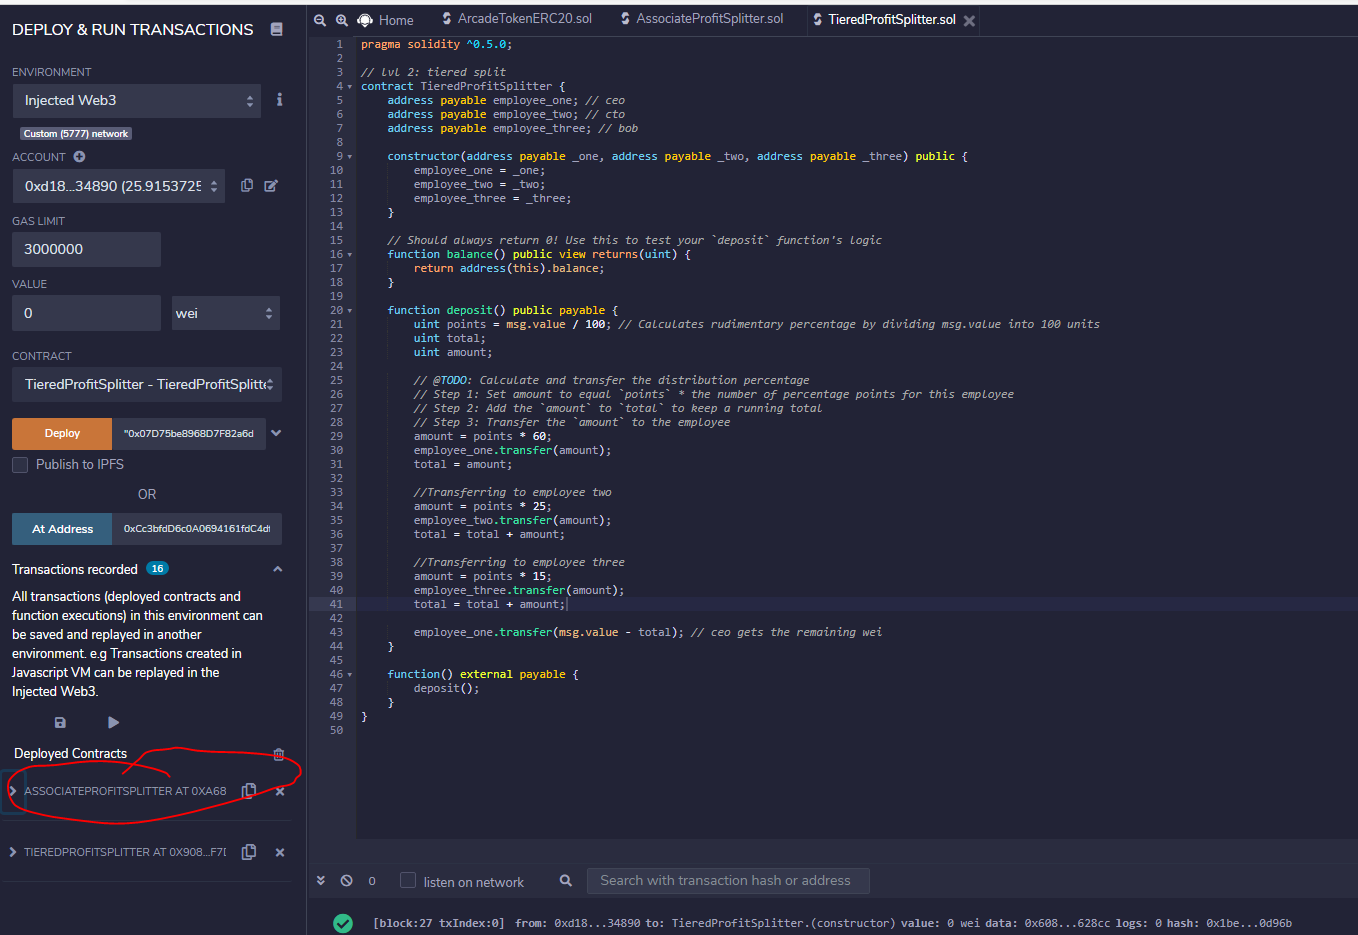 DEPLOY & RUN TRANSACTIONS
ENVIRONMENT
Injected Web3
Custom (5777) network
ACCOUNT
0xd18...34890 (25.9153725
GAS LIMIT
3000000
VALUE
0
wei
CONTRACT
TieredProfitSplitter - TieredProfitSplitte
Deploy
"0x07D75be8968D7F82a6d
Publish to IPFS
OR
At Address
0xCc3bfdD6c0A0694161fdC4df
Transactions recorded 16
All transactions (deployed contracts and
function executions) in this environment can
be saved and replayed in another
environment. e.g Transactions created in
Javascript VM can be replayed in the
Injected Web3.
Deployed Contracts
ASSOCIATEPROFITSPLITTER AT 0XA68
TIEREDPROFITSPLITTER AT 0X908...F7D
Home
ArcadeTokenERC20.sol
AssociateProfitSplitter.sol
TieredProfitSplitter.sol
1 pragma solidity ^0.5.0;
2
3 // lvl 2: tiered split
4 contract TieredProfitSplitter {
5 address payable employee_one; // ceo
6 address payable employee_two; // cto
7 address payable employee_three; // bob
8
9 constructor(address payable _one, address payable _two, address payable _three) public {
10 employee_one = _one;
11 employee_two = _two;
12 employee_three = _three;
13 }
14
15 // Should always return 0! Use this to test your `deposit` function's logic
16 function balance() public view returns(uint) {
17 return address(this).balance;
18 }
19
20 function deposit() public payable {
21 uint points = msg.value / 100; // Calculates rudimentary percentage by dividing msg.value into 100 units
22 uint total;
23 uint amount;
24
25 // @TODO: Calculate and transfer the distribution percentage
26 // Step 1: Set amount to equal `points` * the number of percentage points for this employee
27 // Step 2: Add the `amount` to `total` to keep a running total
28 // Step 3: Transfer the `amount` to the employee
29 amount = points * 60;
30 employee_one.transfer(amount);
31 total = amount;
32
33 //Transferring to employee two
34 amount = points * 25;
35 employee_two.transfer(amount);
36 total = total + amount;
37
38 //Transferring to employee three
39 amount = points * 15;
40 employee_three.transfer(amount);
41 total = total + amount;
42
43 employee_one.transfer(msg.value - total); // ceo gets the remaining wei
44 }
45
46 function() external payable {
47 deposit();
48 }
49 }
50
0
listen on network
Search with transaction hash or address
[block:27 txIndex:0] from: 0xd18...34890 to: TieredProfitSplitter.(constructor) value: 0 wei data: 0x608...628cc logs: 0 hash: 0x1be...0d96b